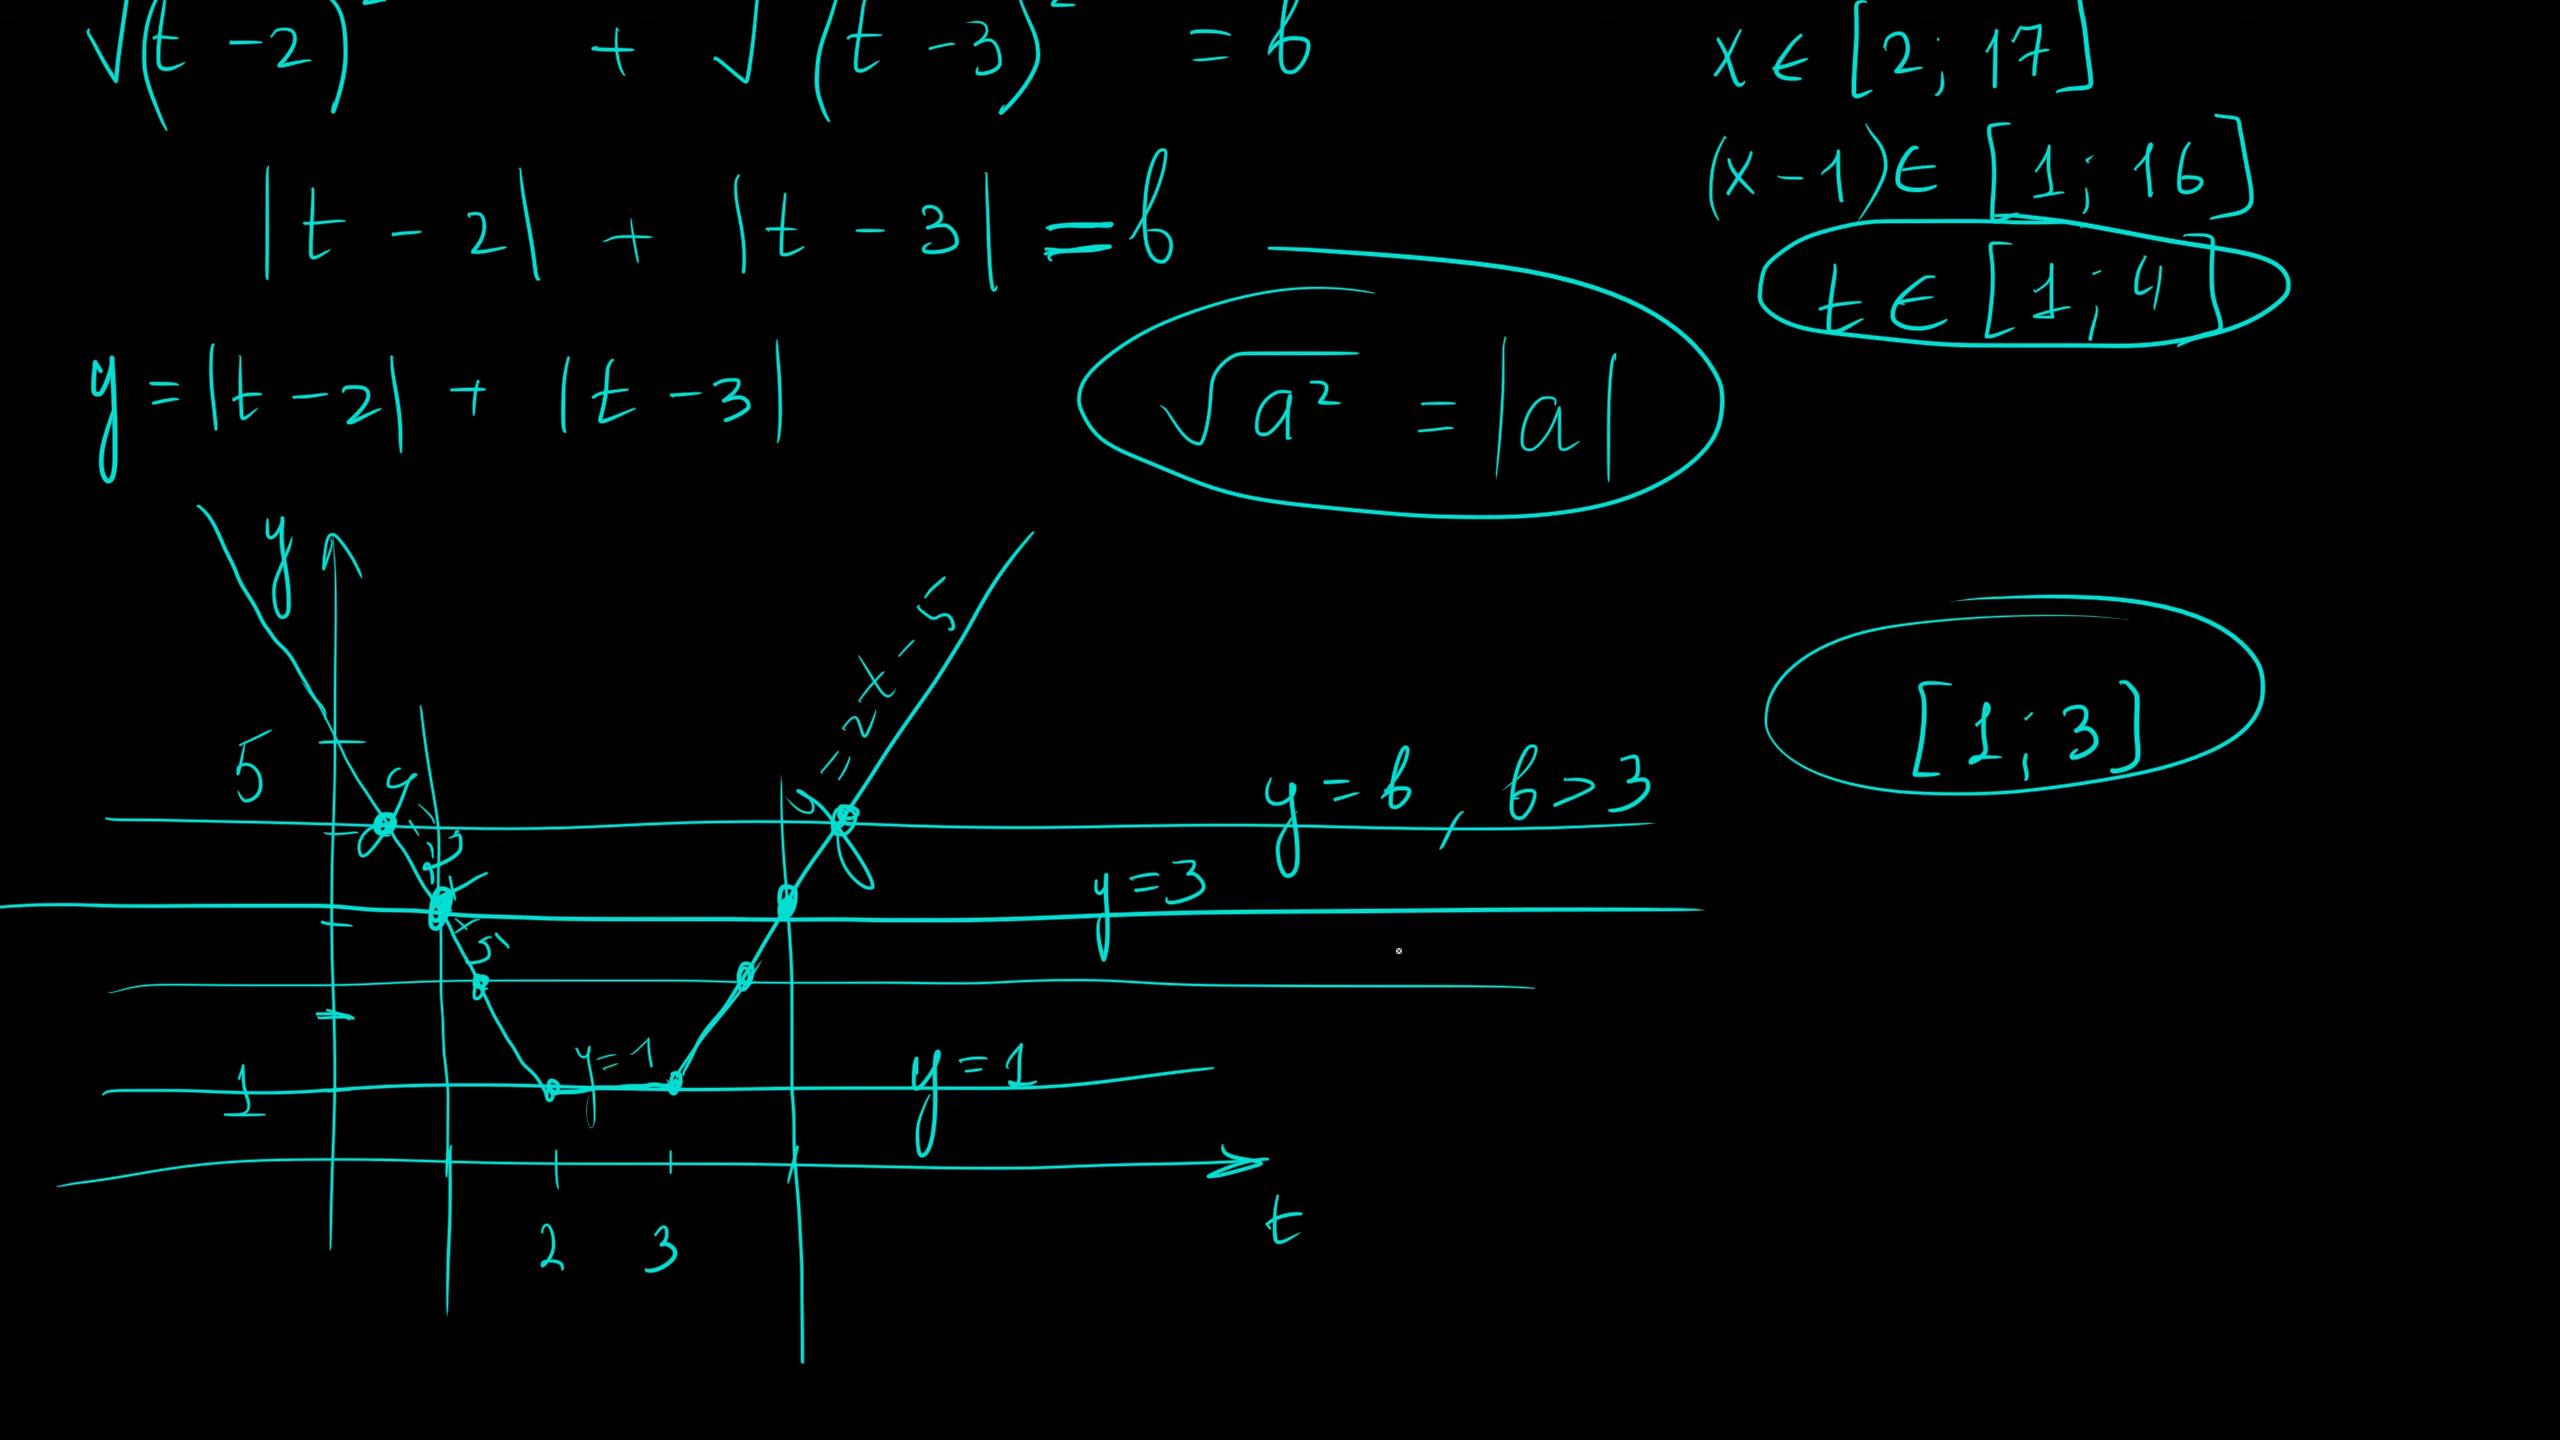 √(t - 2)² + √(t - 3)² = b
x ∈ [2; 17]
(x - 1) ∈ [1; 16]
|t - 2| + |t - 3| = b
t ∈ [1; 4]
y = |t - 2| + |t - 3|
√a² = |a|
y
y = 2x - 5
[1; 3]
5
y = b, b > 3
y = 3
y = 1
y = 1
1
t
2 3